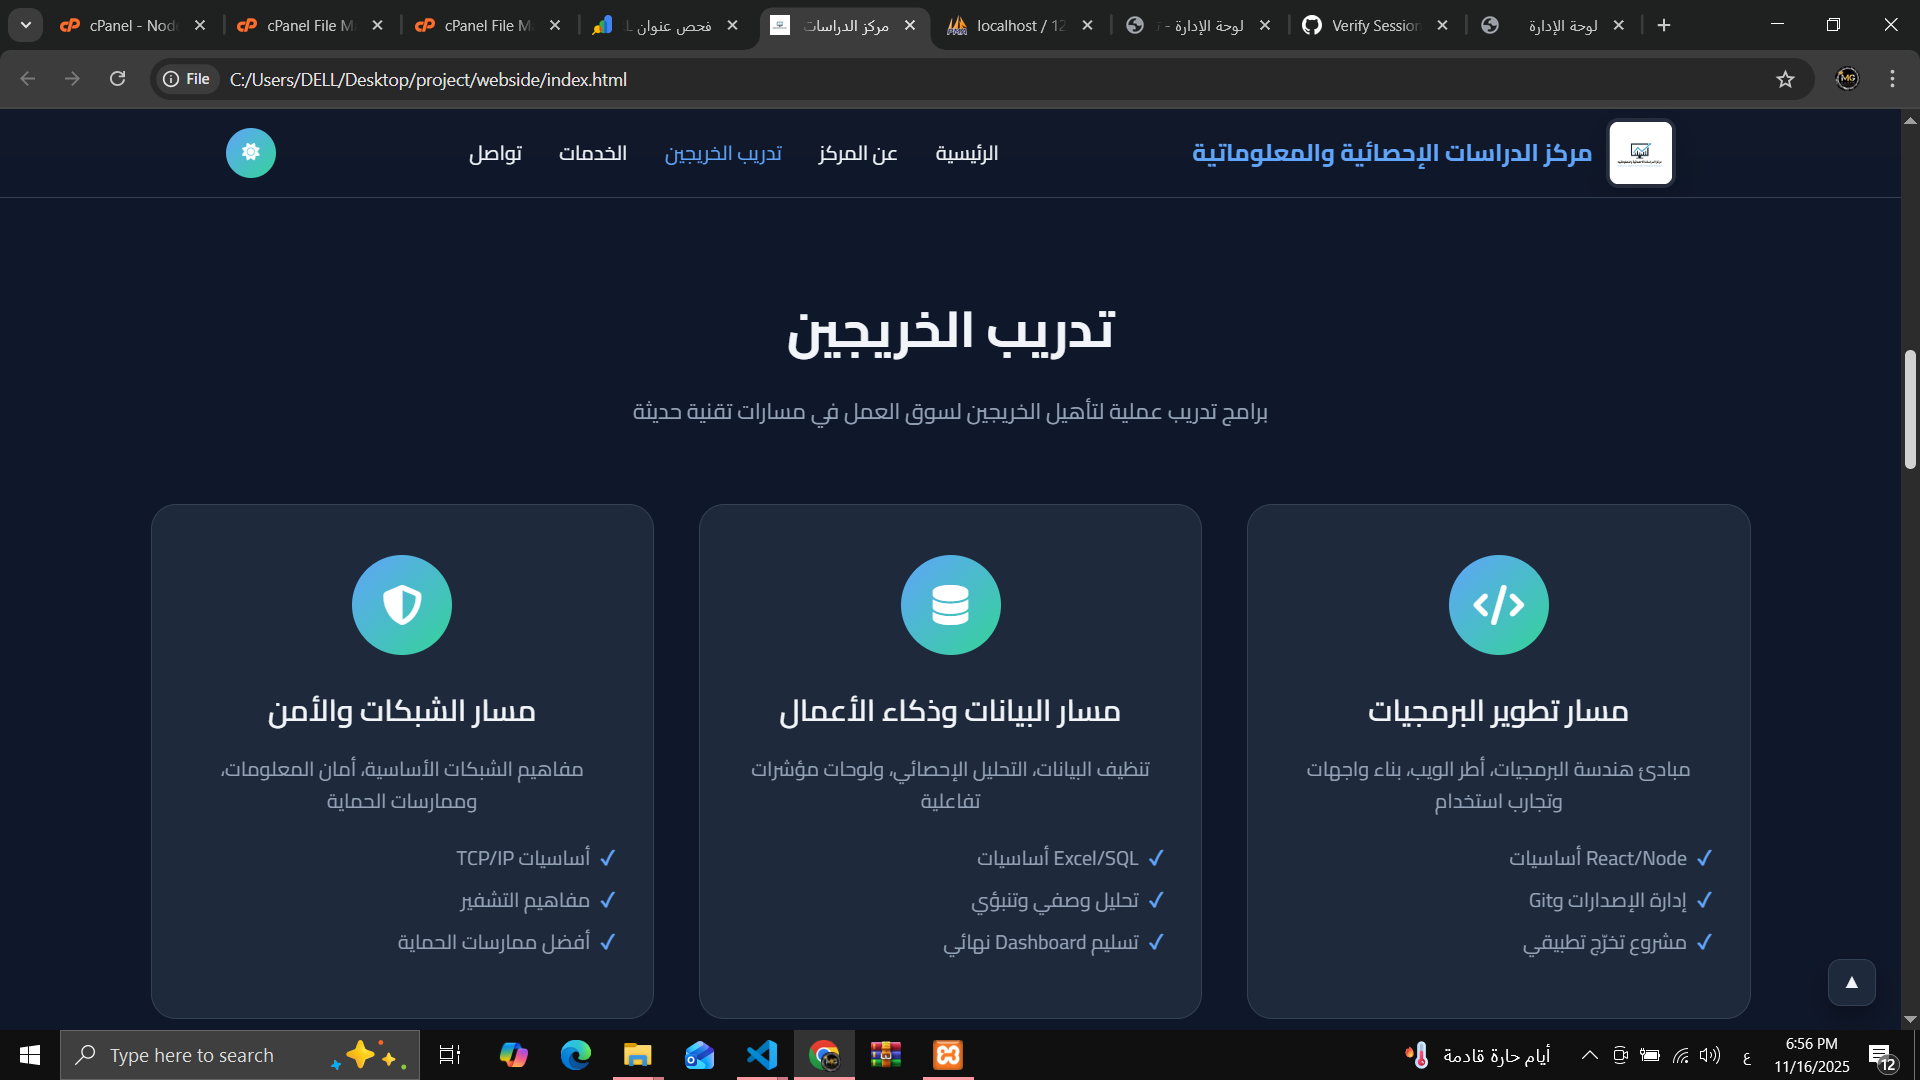 cPanel - Nod
cPanel File M
cPanel File M
فحص عنوان
مركز الدراسات
localhost / 12
لوحة الإدارة -
Verify Session
لوحة الإدارة
File
C:/Users/DELL/Desktop/project/webside/index.html
مركز الدراسات الإحصائية والمعلوماتية
الرئيسية
عن المركز
تدريب الخريجين
الخدمات
تواصل
تدريب الخريجين
برامج تدريب عملية لتأهيل الخريجين لسوق العمل في مسارات تقنية حديثة
مسار تطوير البرمجيات
مبادئ هندسة البرمجيات، أطر الويب، بناء واجهات
وتجارب استخدام
✓ React/Node أساسيات
✓ إدارة الإصدارات وGit
✓ مشروع تخرّج تطبيقي
مسار البيانات وذكاء الأعمال
تنظيف البيانات، التحليل الإحصائي، ولوحات مؤشرات
تفاعلية
✓ Excel/SQL أساسيات
✓ تحليل وصفي وتنبؤي
✓ تسليم Dashboard نهائي
مسار الشبكات والأمن
مفاهيم الشبكات الأساسية، أمان المعلومات،
وممارسات الحماية
✓ أساسيات TCP/IP
✓ مفاهيم التشفير
✓ أفضل ممارسات الحماية
▲
Type here to search
أيام حارة قادمة
ع
6:56 PM
11/16/2025
12